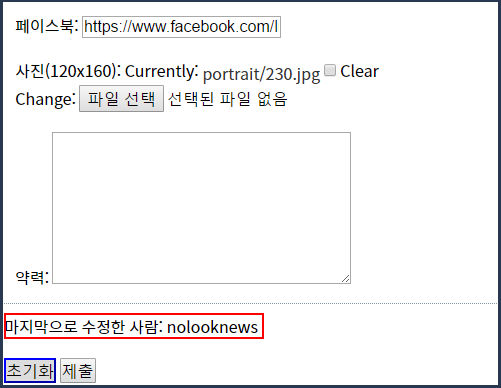 페이스북: https://www.facebook.com/l
사진(120x160): Currently: portrait/230.jpg Clear
Change: 파일 선택 선택된 파일 없음
약력:
마지막으로 수정한 사람: nolooknews
초기화 제출